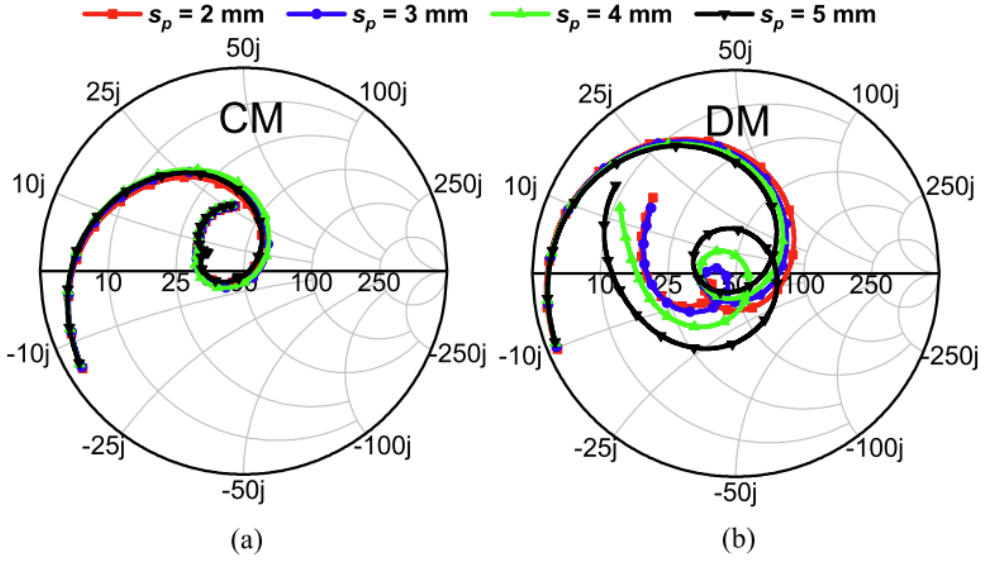 s_p = 2 mm s_p = 3 mm s_p = 4 mm s_p = 5 mm
50j 50j
25j 100j 25j 100j
CM DM
10j 250j 10j 250j
10 25 50 100 250 10 25 50 100 250
-10j -250j -10j -250j
-25j -100j -25j -100j
-50j -50j
(a) (b)